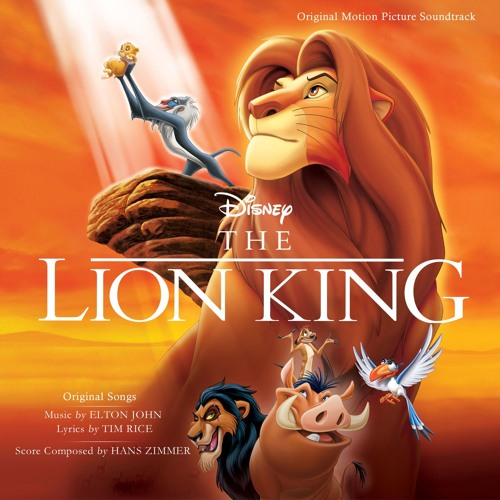 Original Motion Picture Soundtrack
Disney
THE
LION KING
Original Songs
Music by ELTON JOHN
Lyrics by TIM RICE
Score Composed by HANS ZIMMER